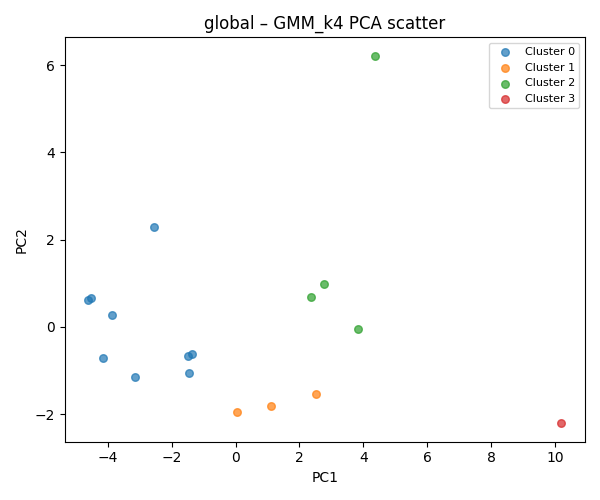 global – GMM_k4 PCA scatter
Cluster 0
Cluster 1
Cluster 2
Cluster 3
6
4
2
0
−2
PC2
−4 −2 0 2 4 6 8 10
PC1